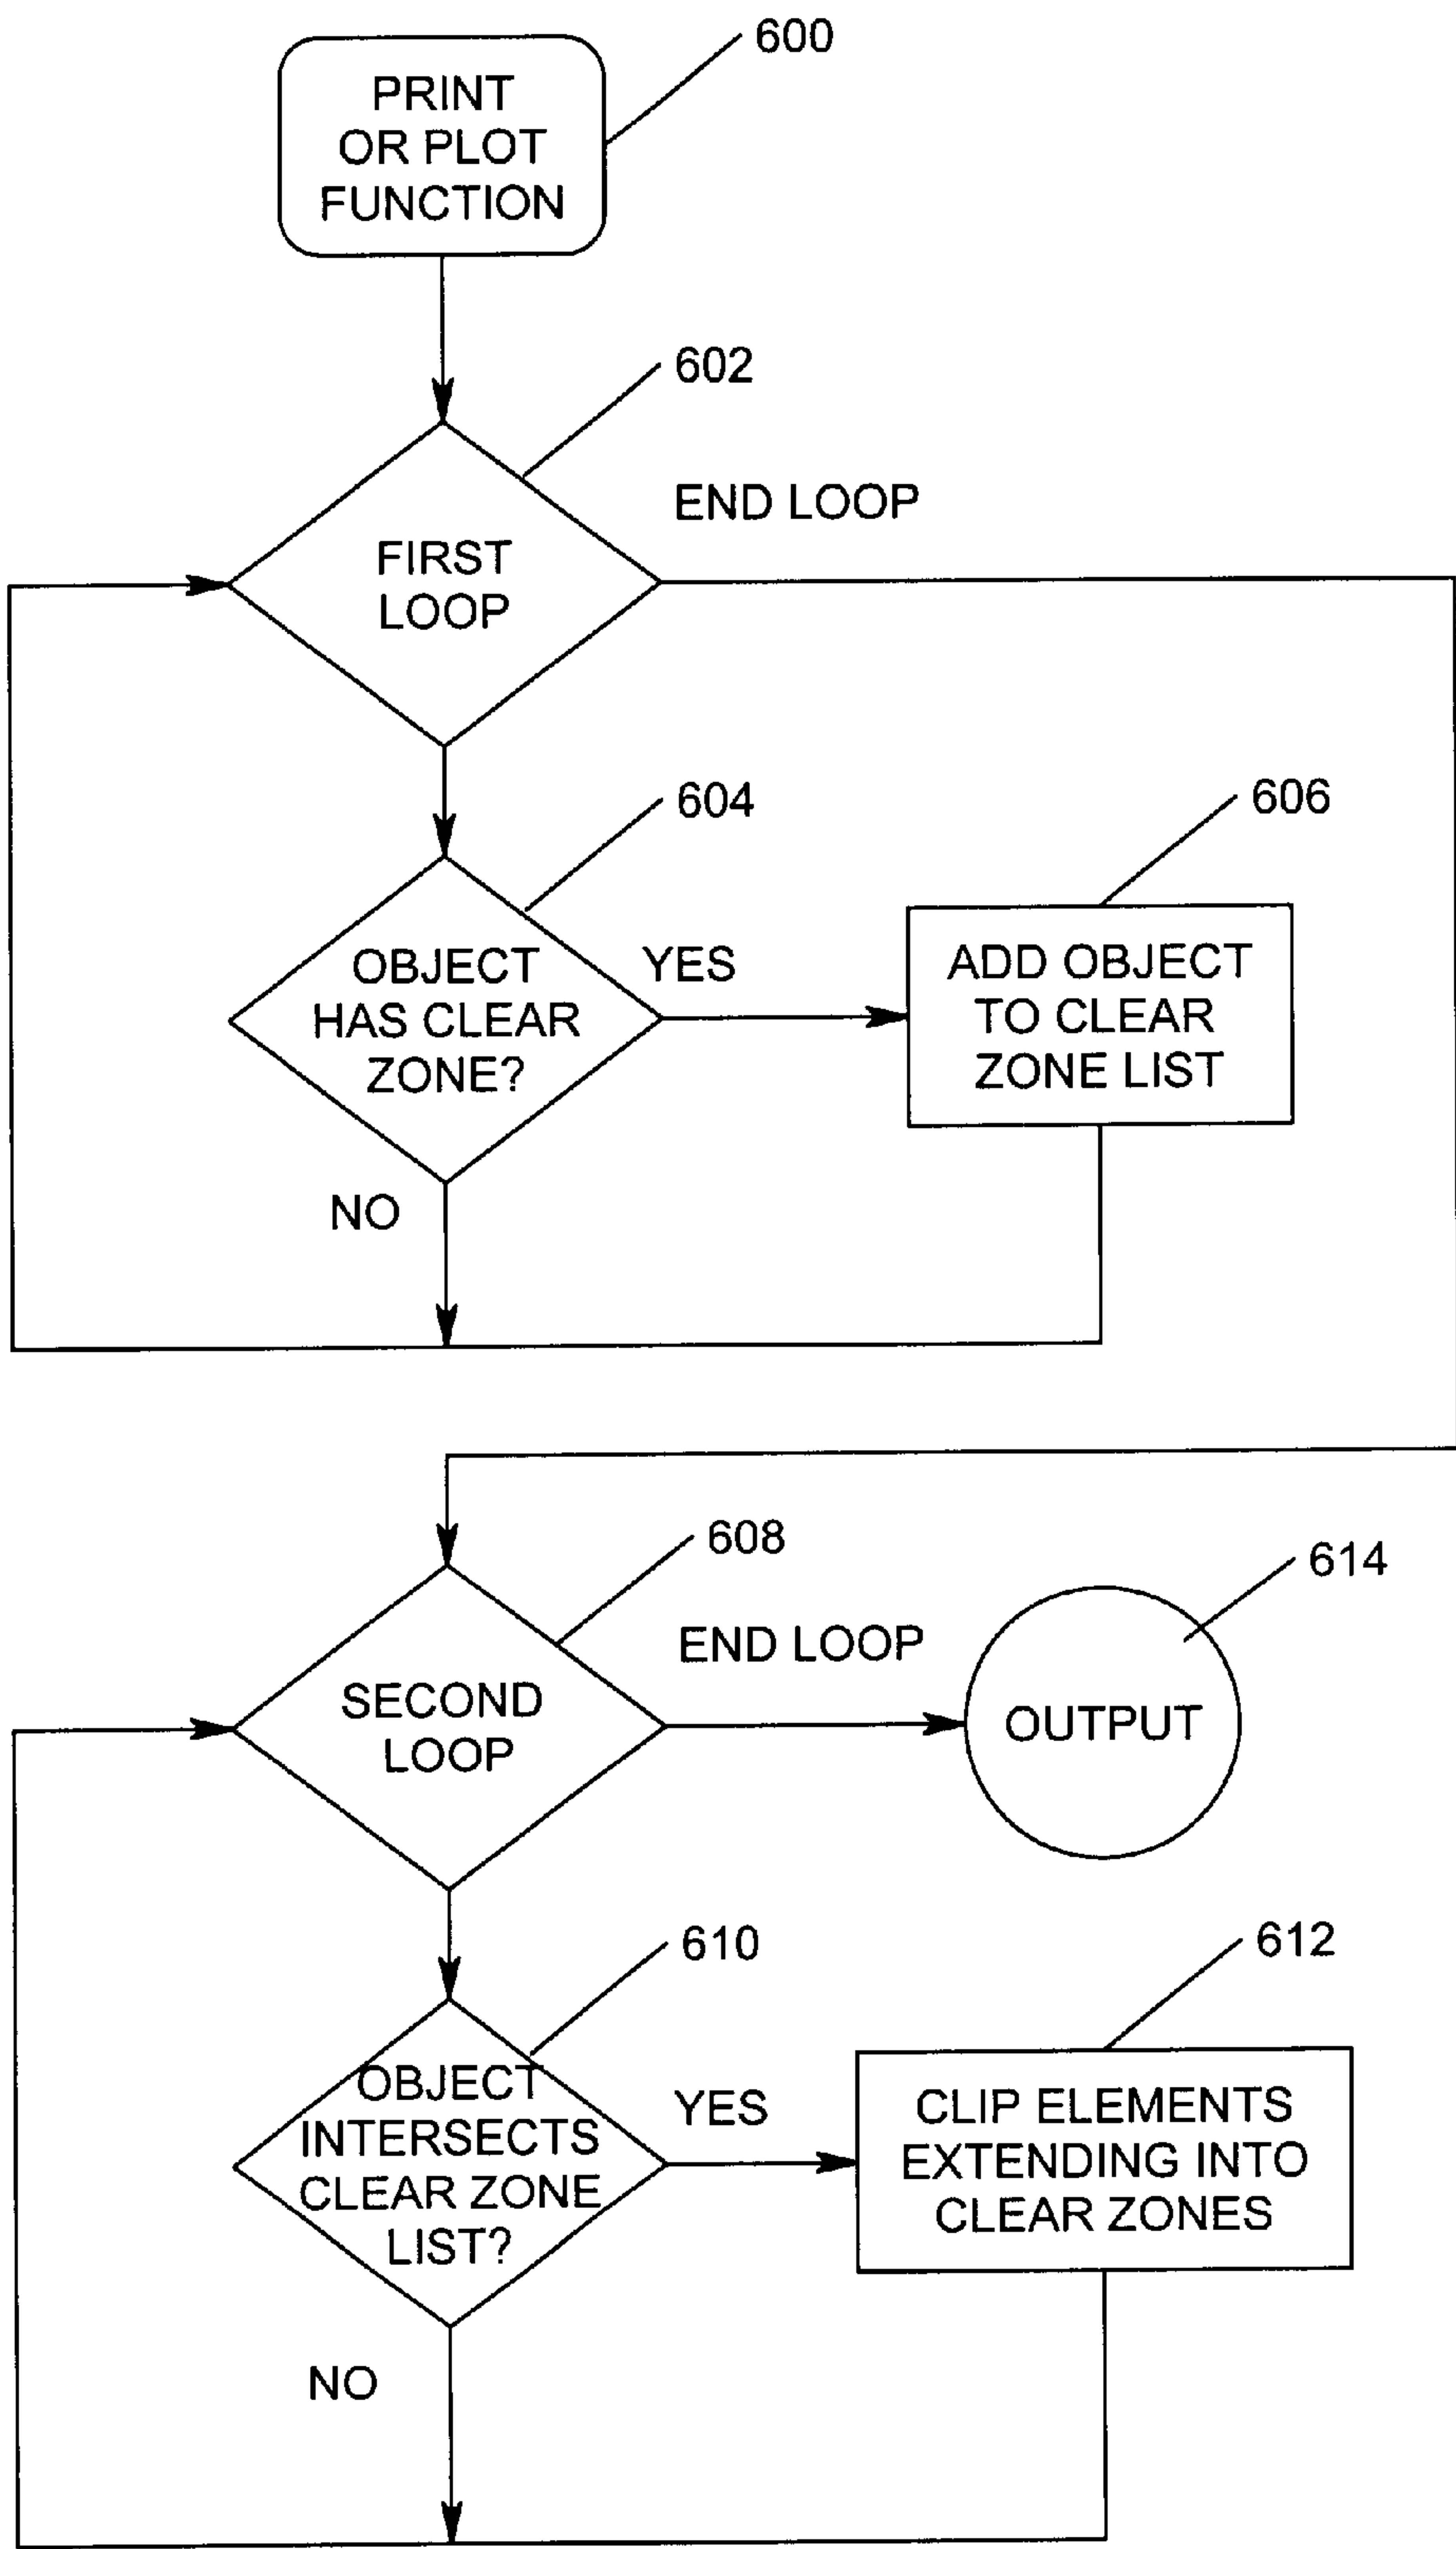 600
PRINT
OR PLOT
FUNCTION
602
END LOOP
FIRST
LOOP
604
606
OBJECT
HAS CLEAR
ZONE?
YES
ADD OBJECT
TO CLEAR
ZONE LIST
NO
608
614
END LOOP
SECOND
LOOP
OUTPUT
610
612
OBJECT
INTERSECTS
CLEAR ZONE
LIST?
YES
CLIP ELEMENTS
EXTENDING INTO
CLEAR ZONES
NO